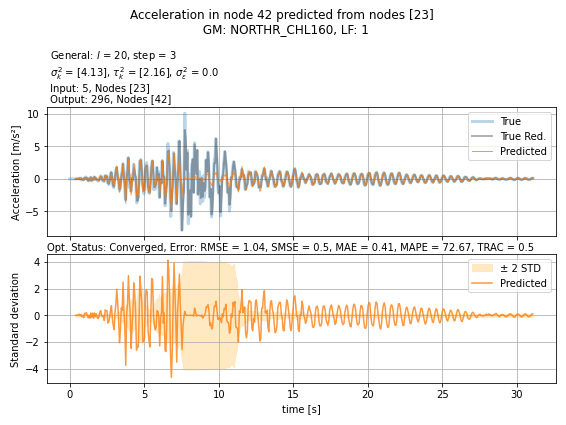 Acceleration in node 42 predicted from nodes [23]
GM: NORTHR_CHL160, LF: 1
General: l = 20, step = 3
σ²ₖ = [4.13], τ²ₖ = [2.16], σ²ε = 0.0
Input: 5, Nodes [23]
Output: 296, Nodes [42]
10
5
0
−5
Acceleration [m/s²]
True
True Red.
Predicted
Opt. Status: Converged, Error: RMSE = 1.04, SMSE = 0.5, MAE = 0.41, MAPE = 72.67, TRAC = 0.5
4
2
0
−2
−4
Standard deviation
± 2 STD
Predicted
0 5 10 15 20 25 30
time [s]